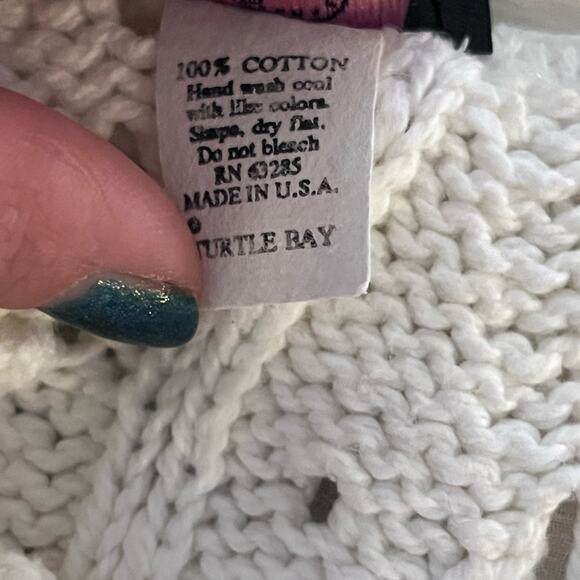 100% COTTON
Hand wash cool
with like colors.
Shape, dry flat.
Do not bleach
RN 63285
MADE IN U.S.A.
TURTLE BAY